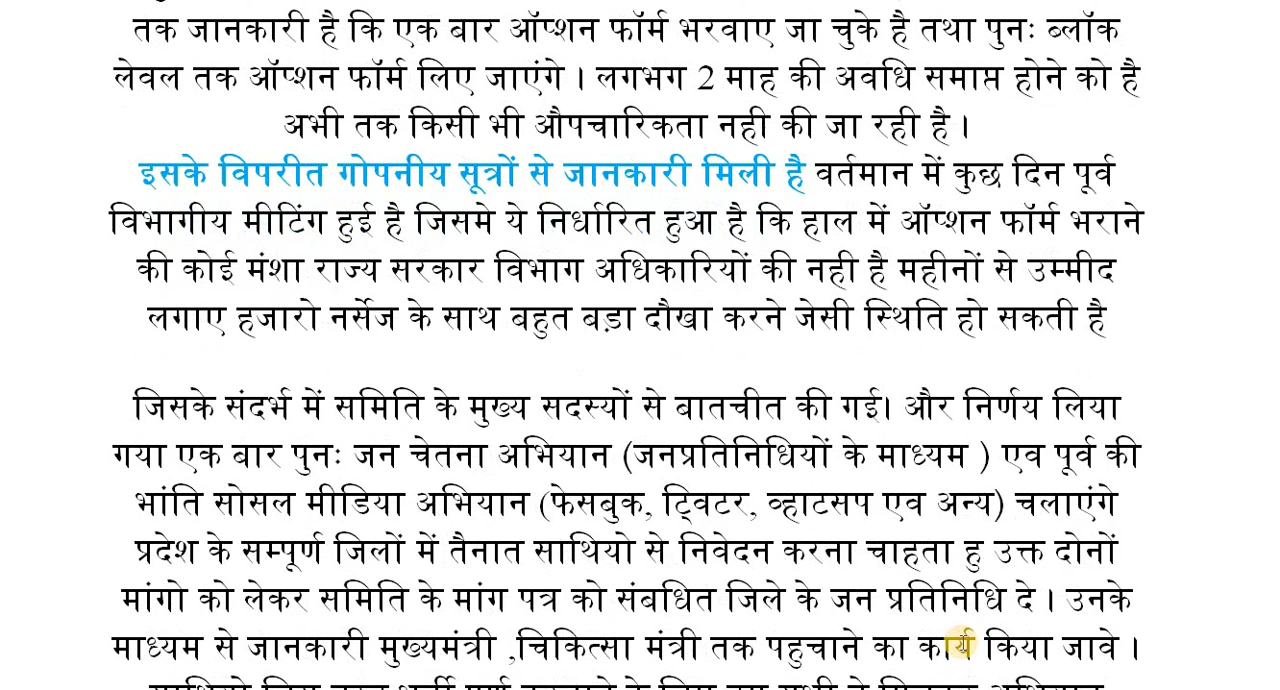 तक जानकारी है कि एक बार ऑप्शन फॉर्म भरवाए जा चुके है तथा पुनः ब्लॉक
लेवल तक ऑप्शन फॉर्म लिए जाएंगे । लगभग 2 माह की अवधि समाप्त होने को है
अभी तक किसी भी औपचारिकता नही की जा रही है ।
इसके विपरीत गोपनीय सूत्रों से जानकारी मिली है वर्तमान में कुछ दिन पूर्व
विभागीय मीटिंग हुई है जिसमे ये निर्धारित हुआ है कि हाल में ऑप्शन फॉर्म भराने
की कोई मंशा राज्य सरकार विभाग अधिकारियों की नही है महीनों से उम्मीद
लगाए हजारो नर्सेज के साथ बहुत बड़ा दौखा करने जेसी स्थिति हो सकती है
जिसके संदर्भ में समिति के मुख्य सदस्यों से बातचीत की गई। और निर्णय लिया
गया एक बार पुनः जन चेतना अभियान (जनप्रतिनिधियों के माध्यम ) एव पूर्व की
भांति सोसल मीडिया अभियान (फेसबुक, ट्विटर, व्हाटसप एव अन्य) चलाएंगे
प्रदेश के सम्पूर्ण जिलों में तैनात साथियो से निवेदन करना चाहता हु उक्त दोनों
मांगो को लेकर समिति के मांग पत्र को संबधित जिले के जन प्रतिनिधि दे । उनके
माध्यम से जानकारी मुख्यमंत्री ,चिकित्सा मंत्री तक पहुचाने का कार्य किया जावे ।